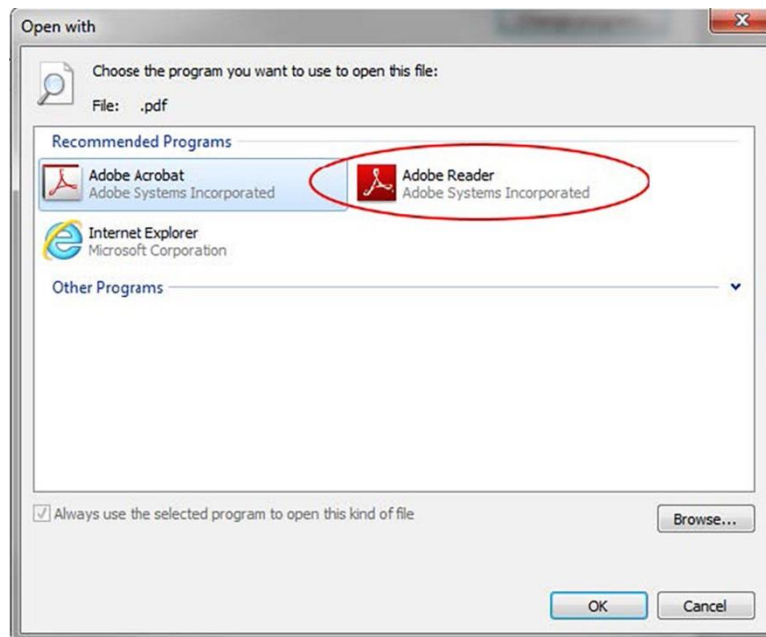 Open with
Choose the program you want to use to open this file:
File: .pdf
Recommended Programs
Adobe Acrobat
Adobe Systems Incorporated
Adobe Reader
Adobe Systems Incorporated
Internet Explorer
Microsoft Corporation
Other Programs
Always use the selected program to open this kind of file
Browse...
OK
Cancel